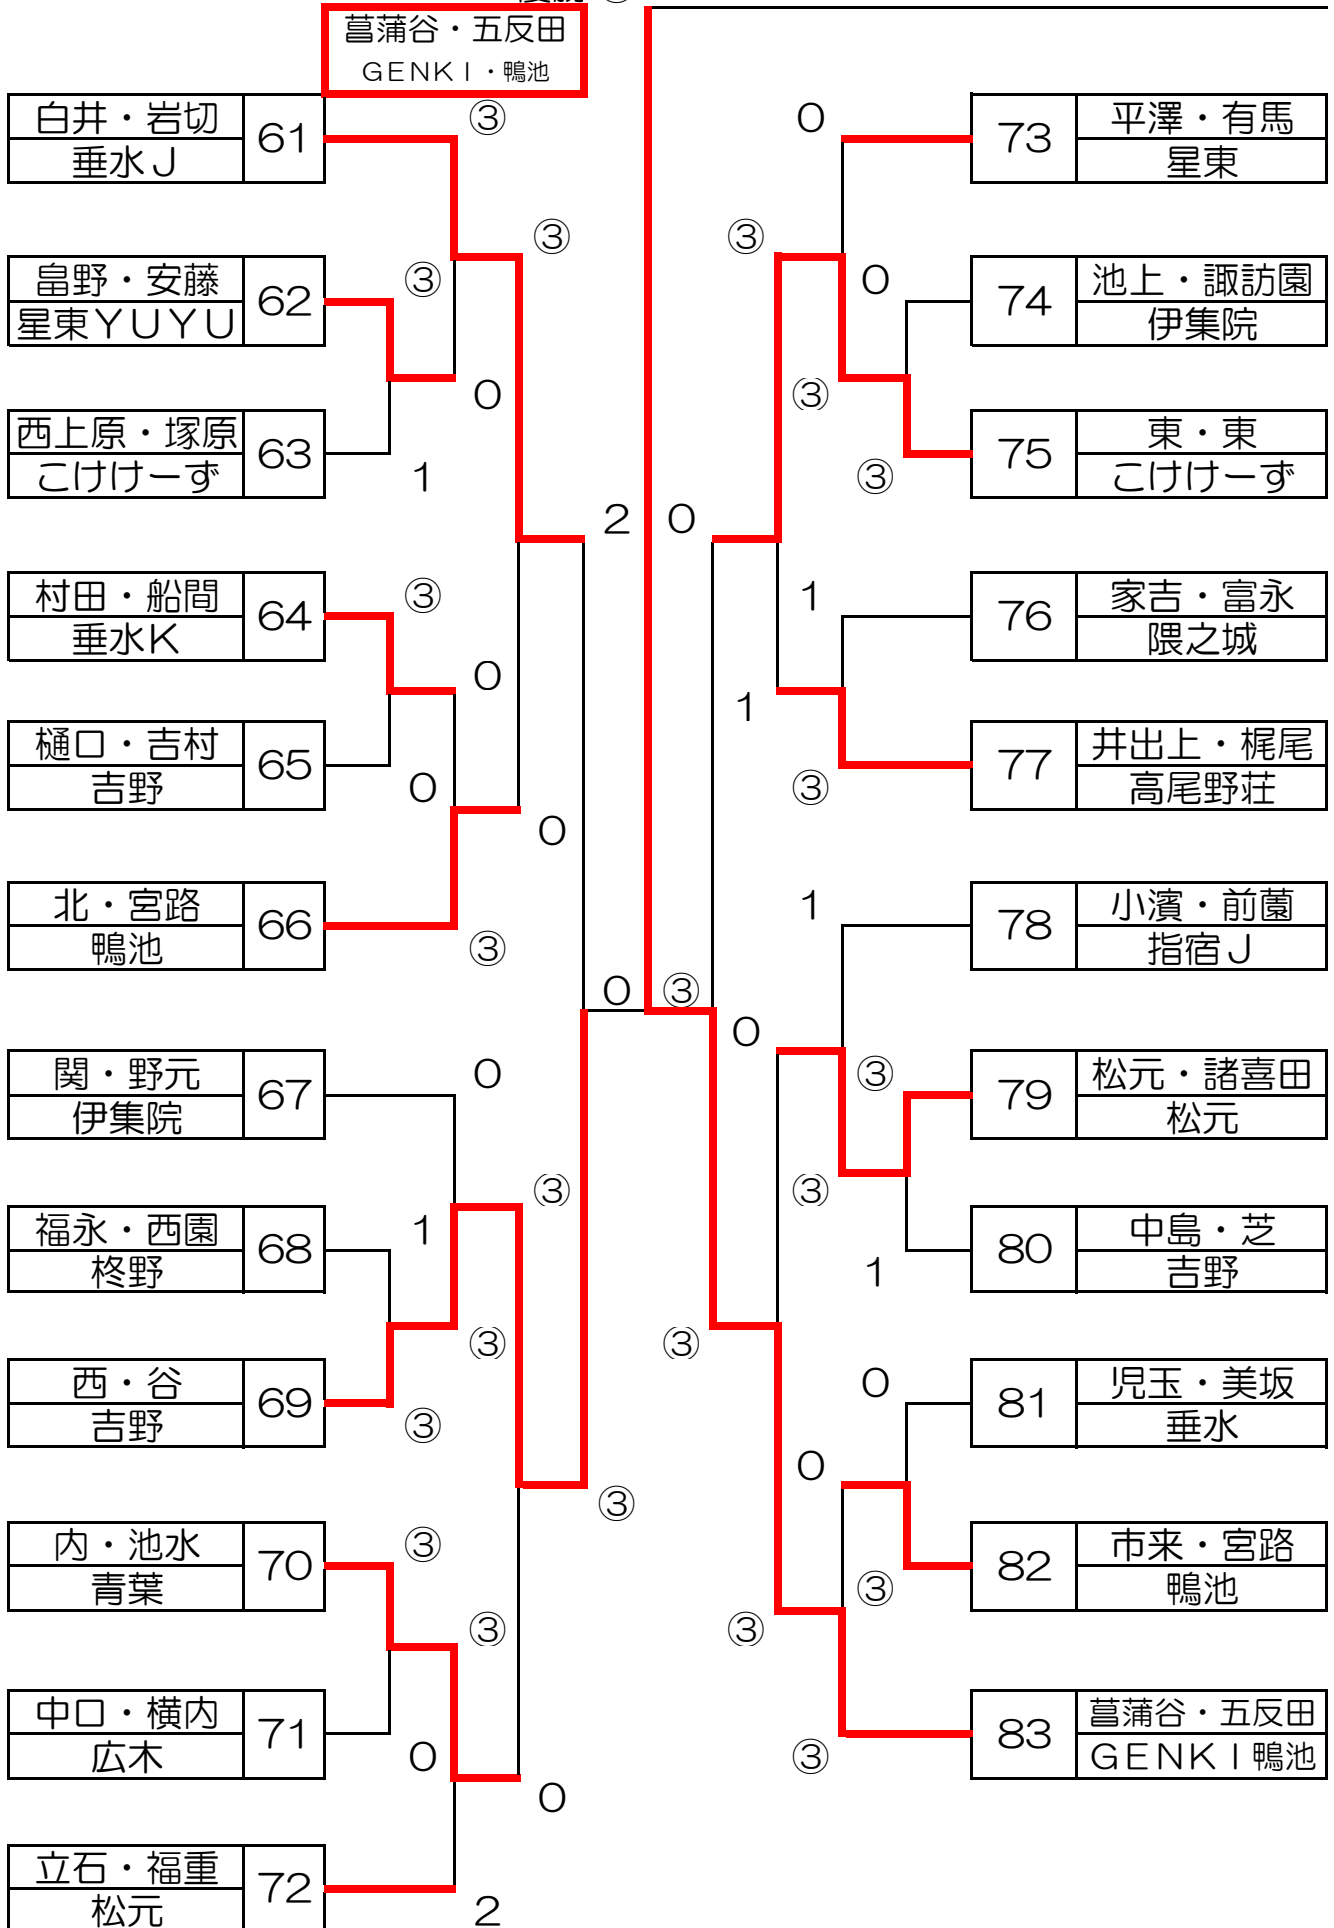 菖蒲谷・五反田
GENKI・鴨池
白井・岩切
垂水J
61
③
畠野・安藤
星東YUYU
62
③
③
西上原・塚原
こけけーず
63
0
1
2
村田・船間
垂水K
64
③
0
樋口・吉村
吉野
65
0
0
北・宮路
鴨池
66
③
0
関・野元
伊集院
67
0
③
福永・西園
柊野
68
1
③
西・谷
吉野
69
③
③
内・池水
青葉
70
③
③
中口・横内
広木
71
0
0
立石・福重
松元
72
2
0
73
平澤・有馬
星東
③
0
74
池上・諏訪園
伊集院
③
③
75
東・東
こけけーず
0
1
76
家吉・富永
隈之城
1
③
77
井出上・梶尾
高尾野荘
1
78
小濱・前薗
指宿J
③
0
③
79
松元・諸喜田
松元
③
1
80
中島・芝
吉野
③
0
81
児玉・美坂
垂水
0
③
82
市来・宮路
鴨池
③
③
83
菖蒲谷・五反田
GENKI鴨池